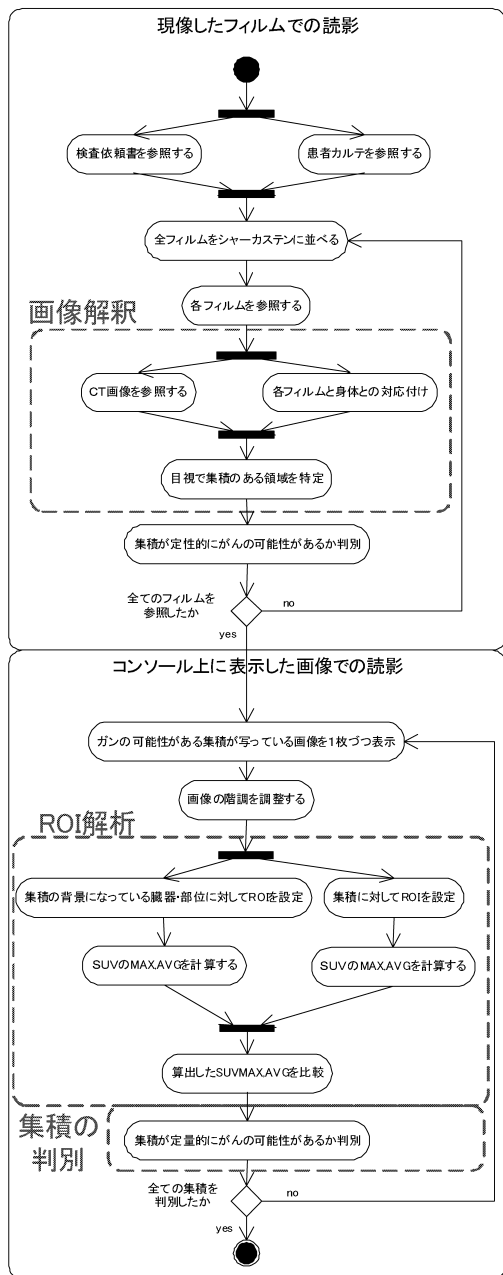 現像したフィルムでの読影
検査依頼書を参照する
患者カルテを参照する
全フィルムをシャーカステンに並べる
各フィルムを参照する
画像解釈
CT画像を参照する
各フィルムと身体との対応付け
目視で集積のある領域を特定
集積が定性的にがんの可能性があるか判別
全てのフィルムを
参照したか
no
yes
コンソール上に表示した画像での読影
ガンの可能性がある集積が写っている画像を1枚づつ表示
画像の階調を調整する
ROI解析
集積の背景になっている臓器・部位に対してROIを設定
集積に対してROIを設定
SUVのMAX,AVGを計算する
SUVのMAX,AVGを計算する
算出したSUVMAX,AVGを比較
集積の
判別
集積が定量的にがんの可能性があるか判別
全ての集積を
判別したか
no
yes